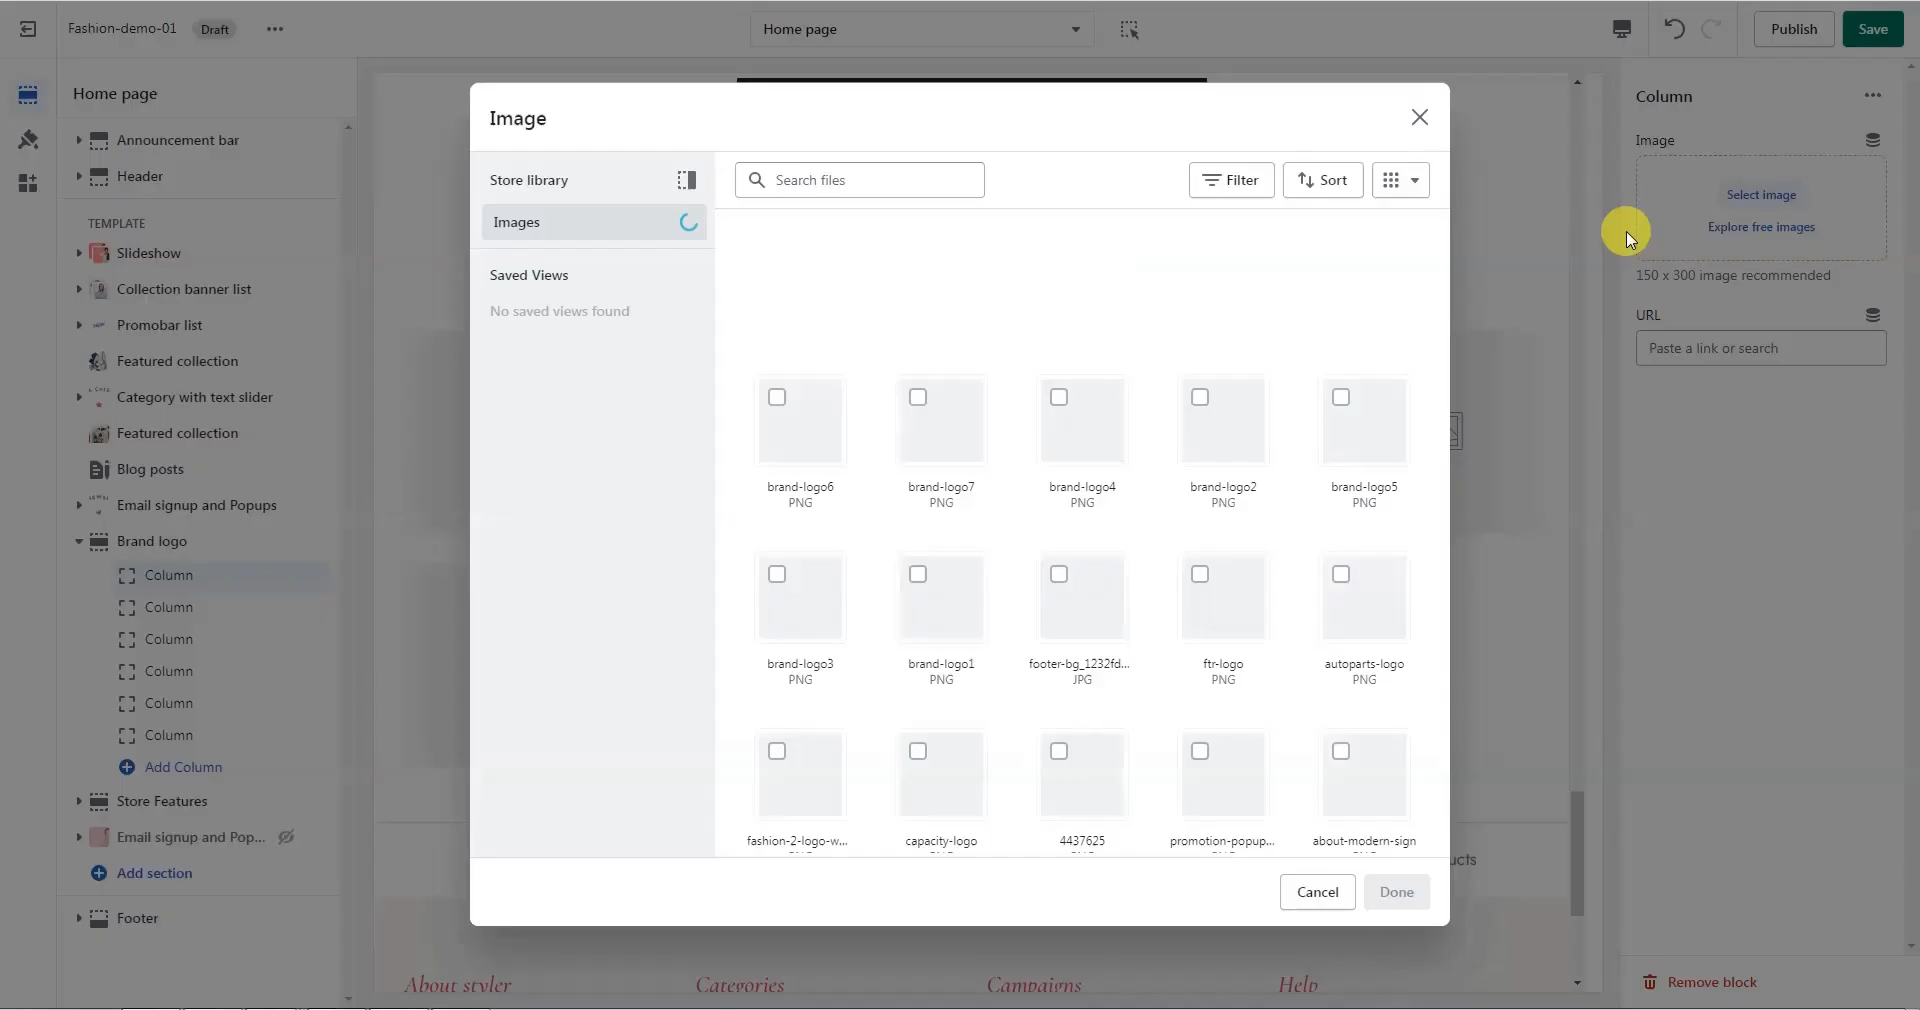 Fashion-demo-01
Draft
Home page
Publish
Save
Home page
Announcement bar
Header
TEMPLATE
Slideshow
Collection banner list
Promobar list
Featured collection
Category with text slider
Featured collection
Blog posts
Email signup and Popups
Brand logo
Column
Column
Column
Column
Column
Column
Add Column
Store Features
Email signup and Pop...
Add section
Footer
Image
Store library
Images
Saved Views
No saved views found
Search files
Filter
Sort
brand-logo6
PNG
brand-logo7
PNG
brand-logo4
PNG
brand-logo2
PNG
brand-logo5
PNG
brand-logo3
PNG
brand-logo1
PNG
footer-bg_1232fd...
JPG
ftr-logo
PNG
autoparts-logo
PNG
fashion-2-logo-w...
capacity-logo
4437625
promotion-popup...
about-modern-sign
Cancel
Done
ucts
About styler
Categories
Campaigns
Help
Column
Image
Select image
Explore free images
150 x 300 image recommended
URL
Paste a link or search
Remove block